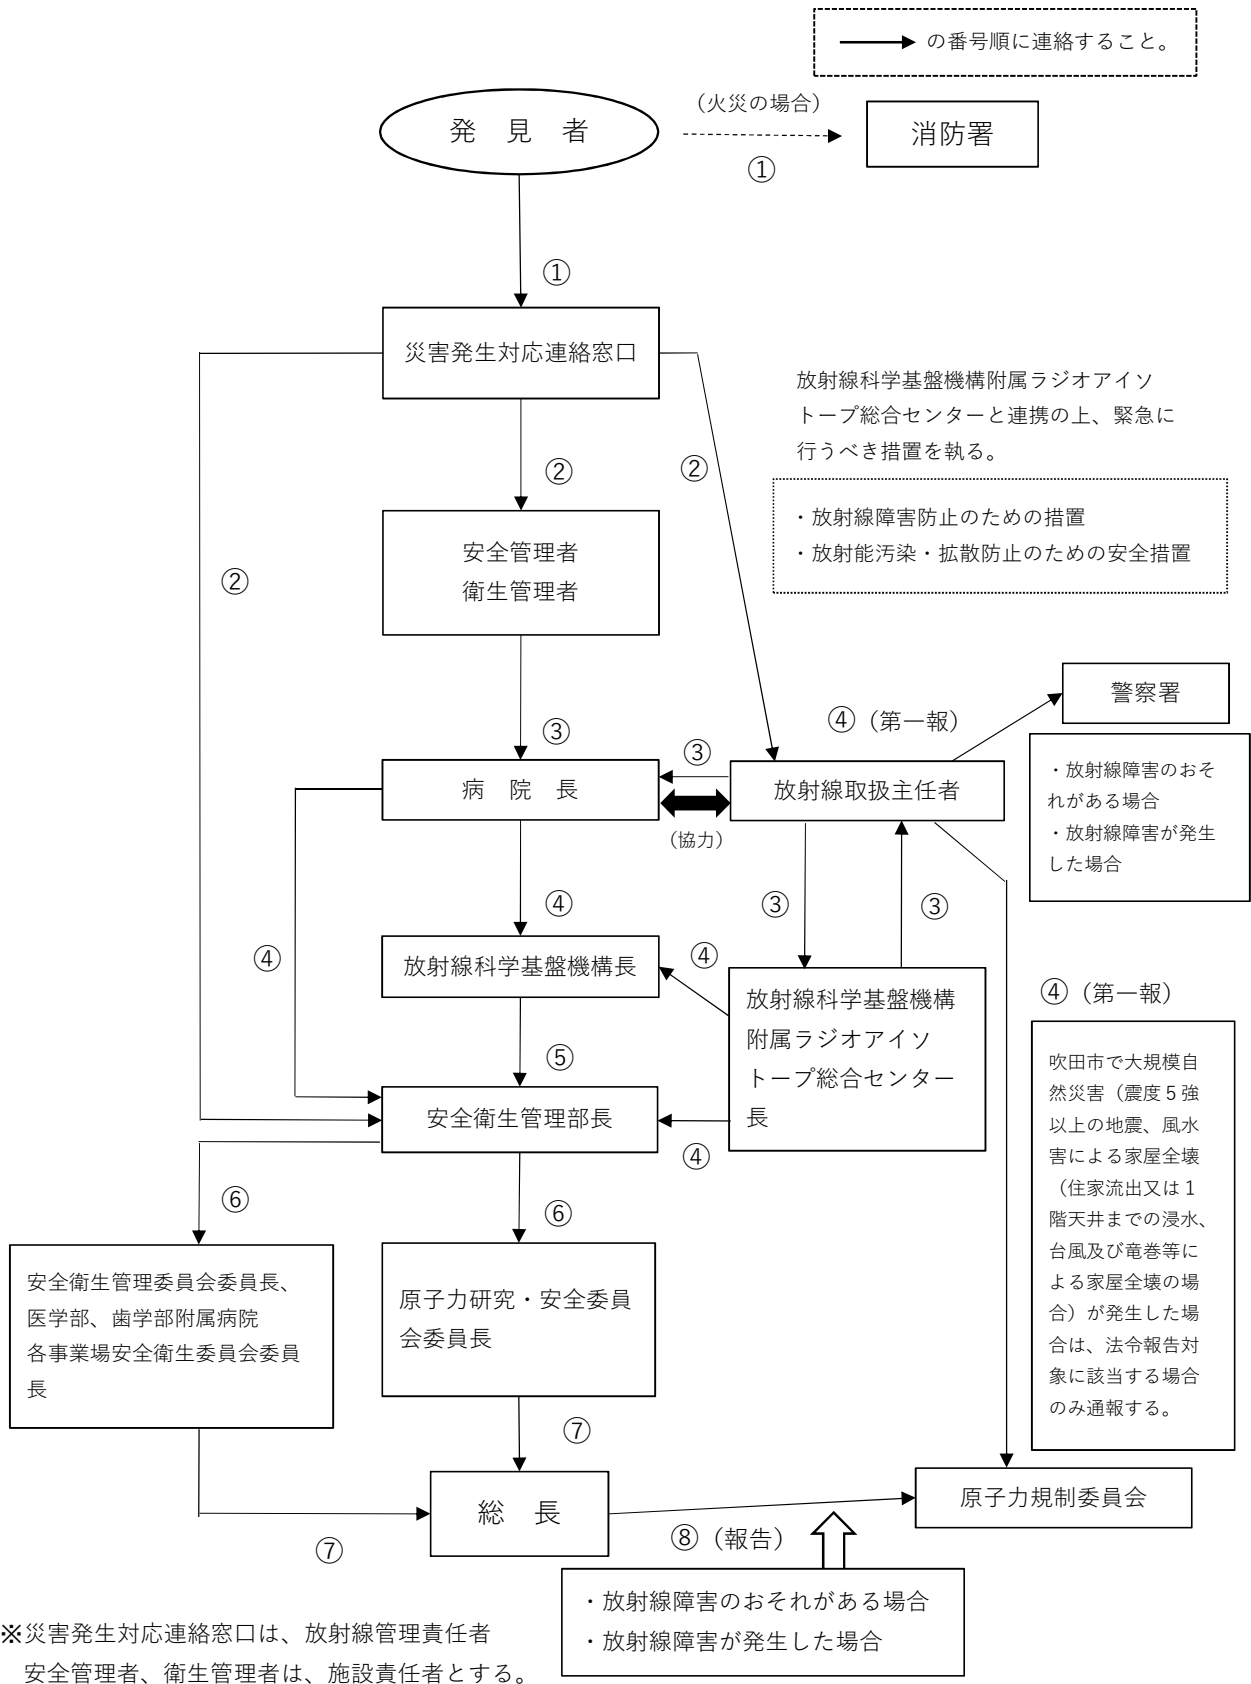 の番号順に連絡すること。
（火災の場合）
発　見　者
消防署
①
①
災害発生対応連絡窓口
放射線科学基盤機構附属ラジオアイソ
トープ総合センターと連携の上、緊急に
行うべき措置を執る。
②
②
・放射線障害防止のための措置
・放射能汚染・拡散防止のための安全措置
安全管理者
衛生管理者
②
警察署
④（第一報）
③
③
病　院　長
放射線取扱主任者
・放射線障害のおそ
れがある場合
・放射線障害が発生
した場合
（協力）
④
③
③
④
④
放射線科学基盤機構長
放射線科学基盤機構
附属ラジオアイソ
トープ総合センター
長
④（第一報）
⑤
吹田市で大規模自
然災害（震度５強
以上の地震、風水
害による家屋全壊
（住家流出又は１
階天井までの浸水、
台風及び竜巻等に
よる家屋全壊の場
合）が発生した場
合は、法令報告対
象に該当する場合
のみ通報する。
安全衛生管理部長
④
⑥
⑥
安全衛生管理委員会委員長、
医学部、歯学部附属病院
各事業場安全衛生委員会委員
長
原子力研究・安全委員
会委員長
⑦
総　長
原子力規制委員会
⑦
⑧（報告）
・放射線障害のおそれがある場合
・放射線障害が発生した場合
※災害発生対応連絡窓口は、放射線管理責任者
安全管理者、衛生管理者は、施設責任者とする。